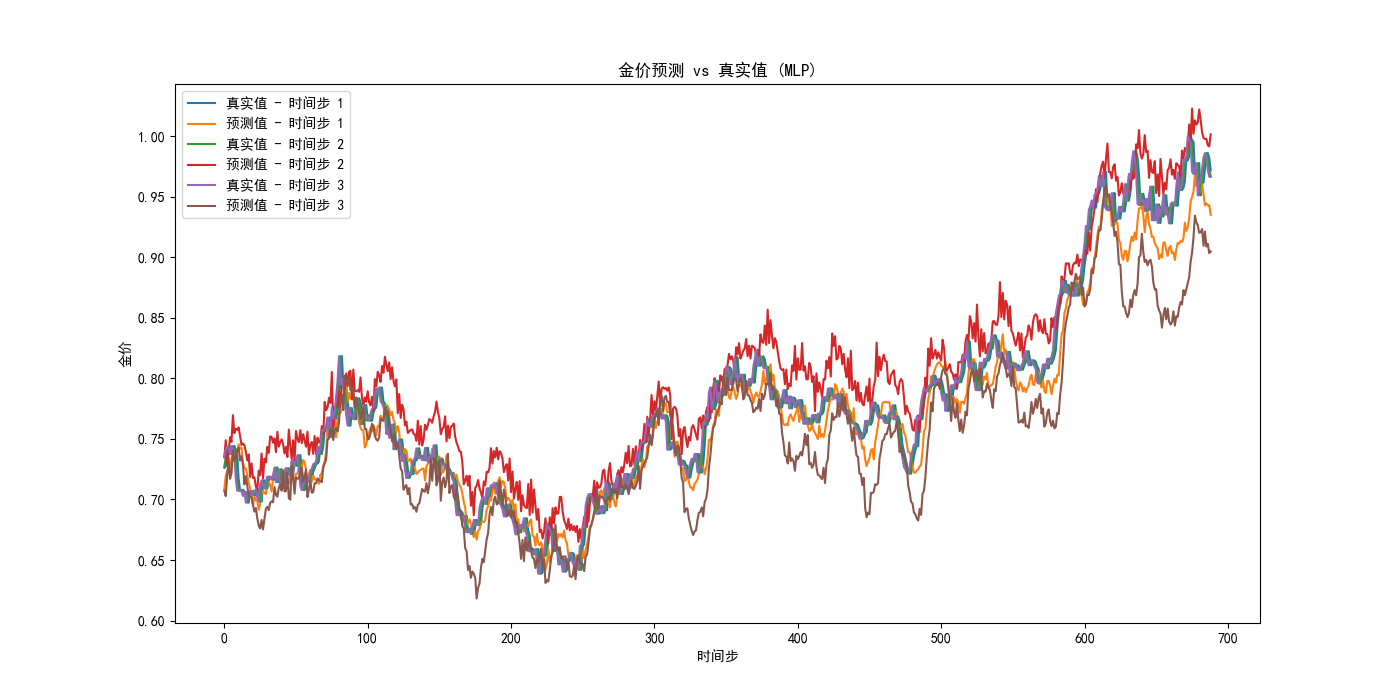 金价预测 vs 真实值 (MLP)
真实值 - 时间步 1
预测值 - 时间步 1
真实值 - 时间步 2
预测值 - 时间步 2
真实值 - 时间步 3
预测值 - 时间步 3
金价
1.00
0.95
0.90
0.85
0.80
0.75
0.70
0.65
0.60
0 100 200 300 400 500 600 700
时间步